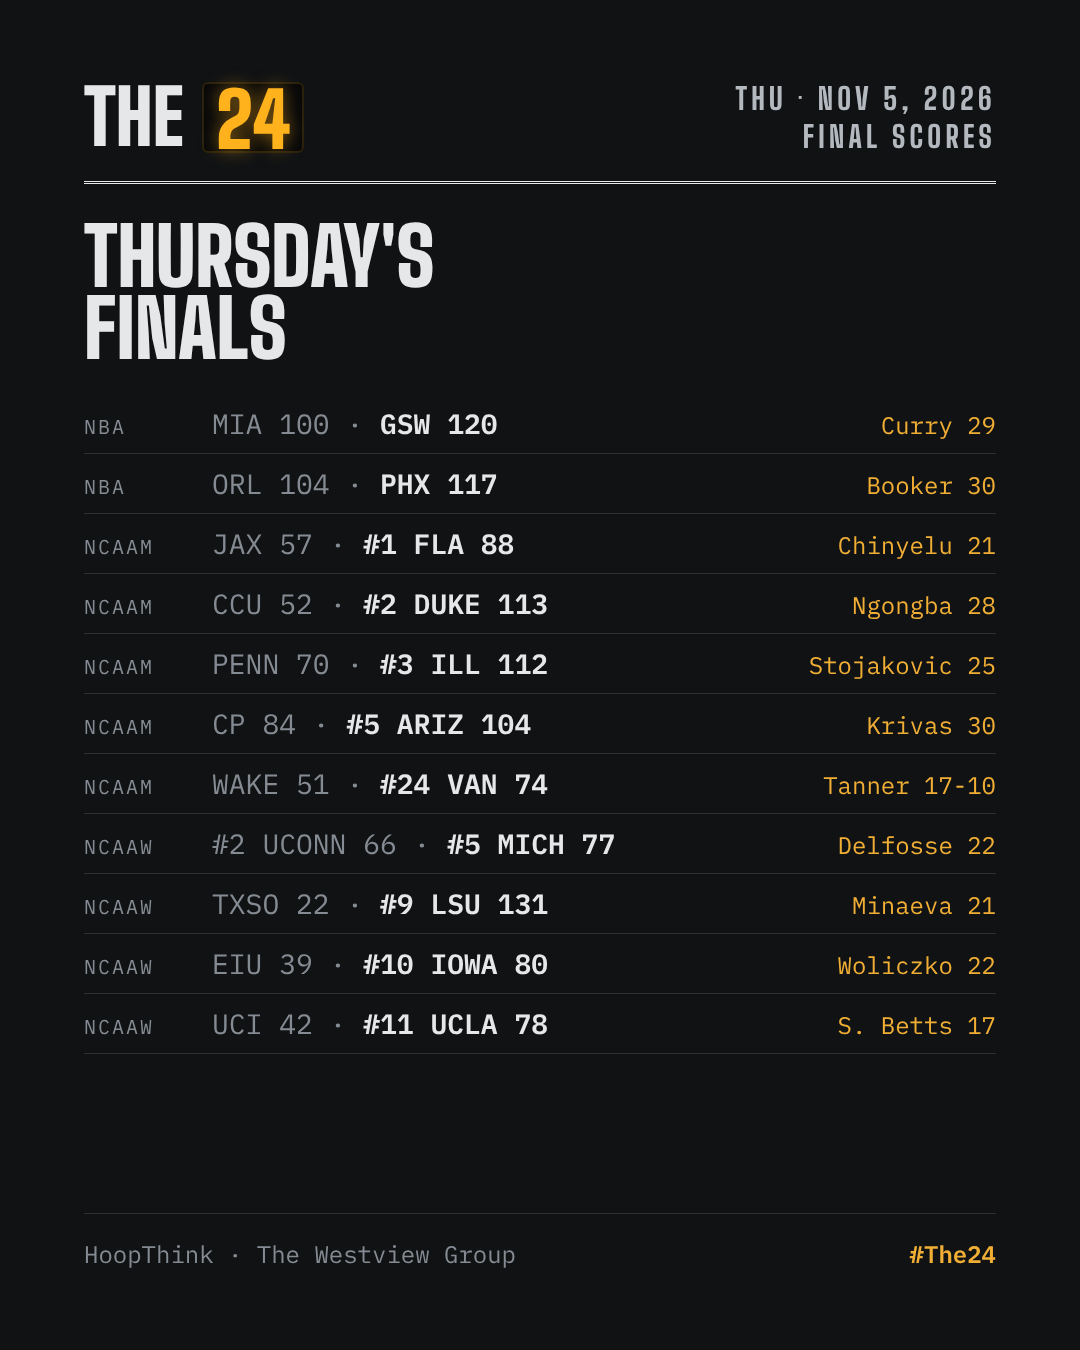 THE 24
THU · NOV 5, 2026
FINAL SCORES
THURSDAY'S
FINALS
NBA MIA 100 · GSW 120 Curry 29
NBA ORL 104 · PHX 117 Booker 30
NCAAM JAX 57 · #1 FLA 88 Chinyelu 21
NCAAM CCU 52 · #2 DUKE 113 Ngongba 28
NCAAM PENN 70 · #3 ILL 112 Stojakovic 25
NCAAM CP 84 · #5 ARIZ 104 Krivas 30
NCAAM WAKE 51 · #24 VAN 74 Tanner 17-10
NCAAW #2 UCONN 66 · #5 MICH 77 Delfosse 22
NCAAW TXSO 22 · #9 LSU 131 Minaeva 21
NCAAW EIU 39 · #10 IOWA 80 Woliczko 22
NCAAW UCI 42 · #11 UCLA 78 S. Betts 17
HoopThink · The Westview Group #The24